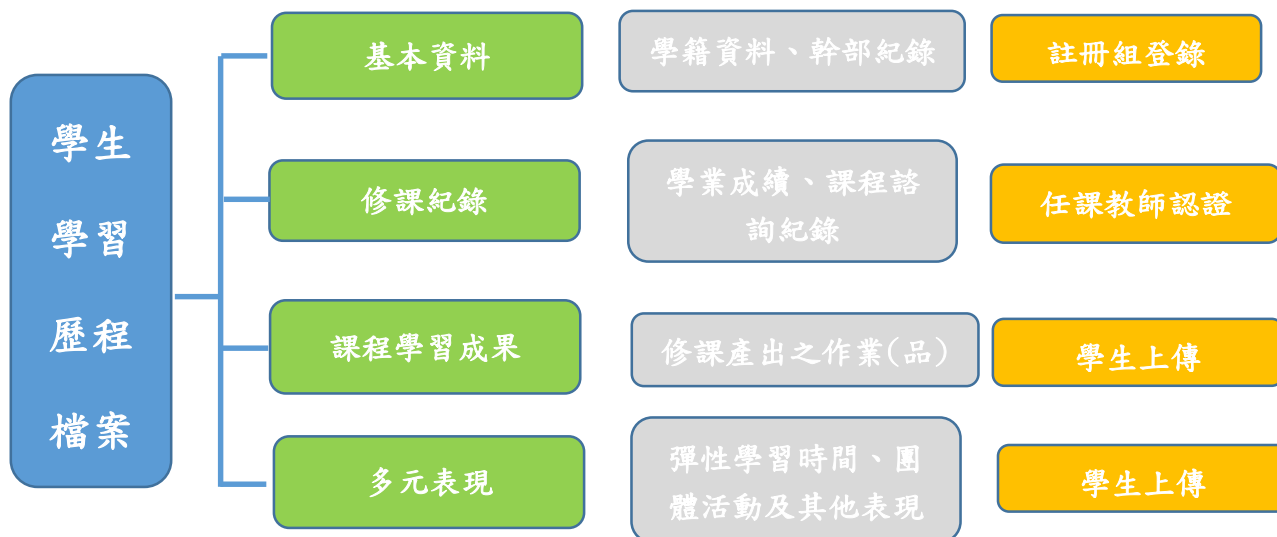 學生
學習
歷程
檔案
基本資料
學籍資料、幹部紀錄
註冊組登錄
修課紀錄
學業成績、課程諮
詢紀錄
任課教師認證
課程學習成果
修課產出之作業(品)
學生上傳
多元表現
彈性學習時間、團
體活動及其他表現
學生上傳